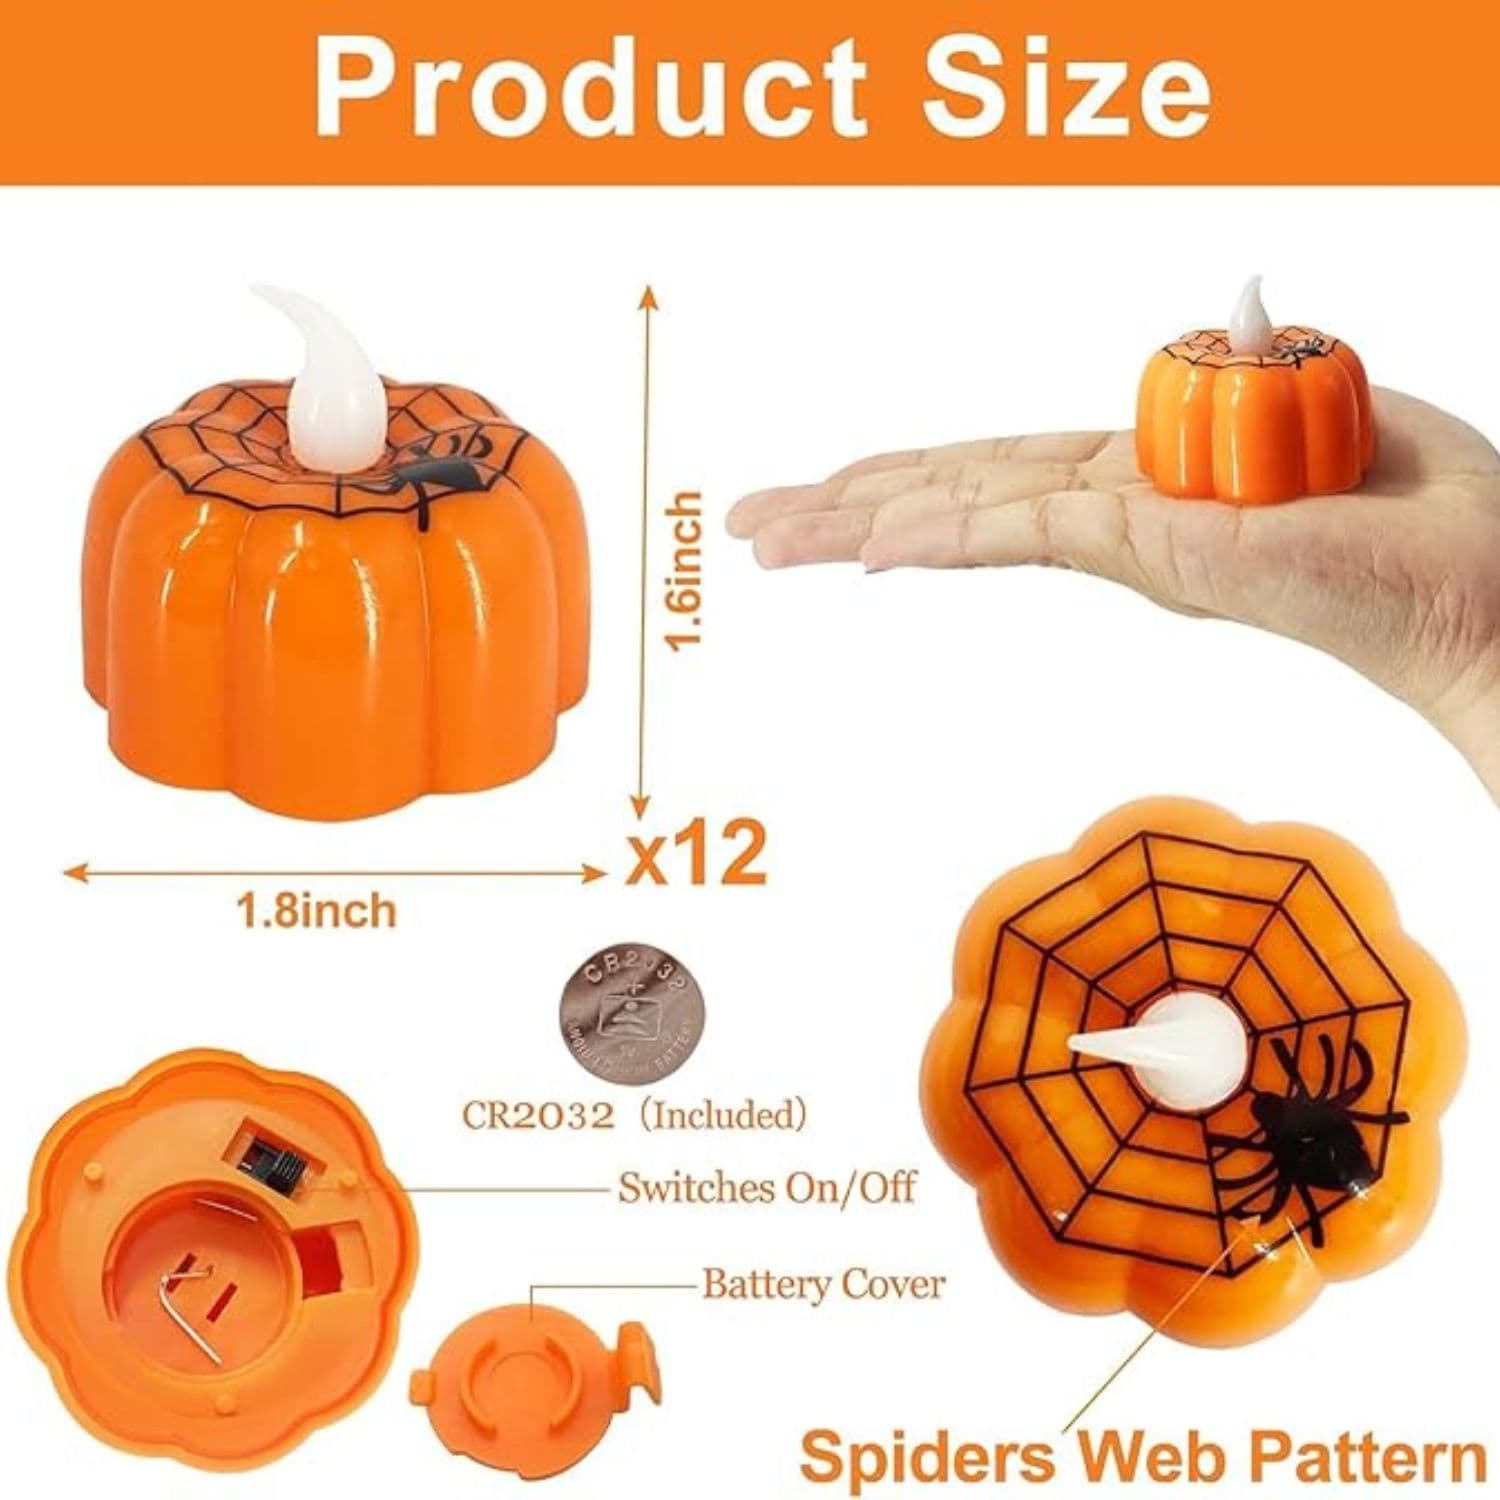 Product Size
1.6inch
x12
1.8inch
CR2032
CR2032 (Included)
Switches On/Off
Battery Cover
Spiders Web Pattern